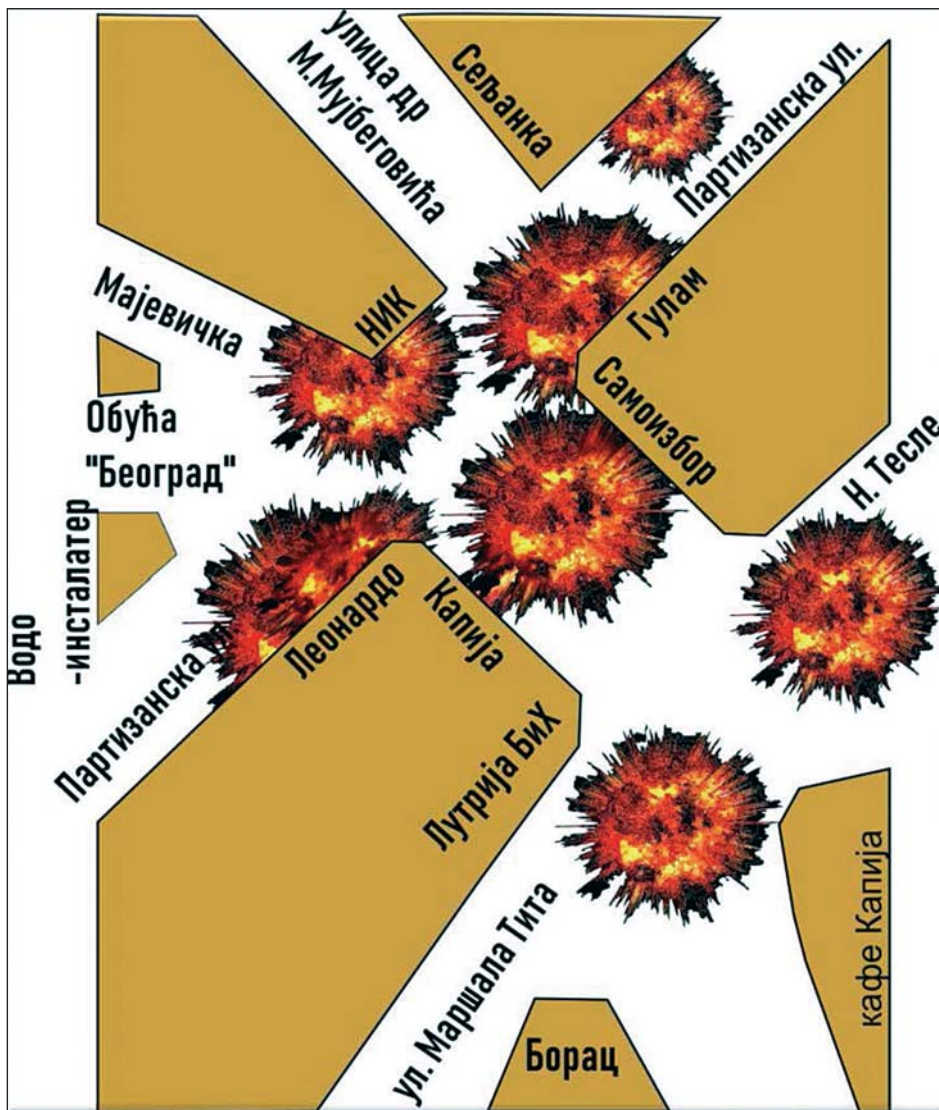 улица др
М.Мујбеговића
Сељанка
Партизанска ул.
Мајевичка
НИК
Гулам
Самоизбор
Обућа
"Београд"
Н. Тесле
Водо
-инсталатер
Леонардо
Капија
Партизанска
Лутрија БиХ
ул. Маршала Тита
кафе Капија
Борац